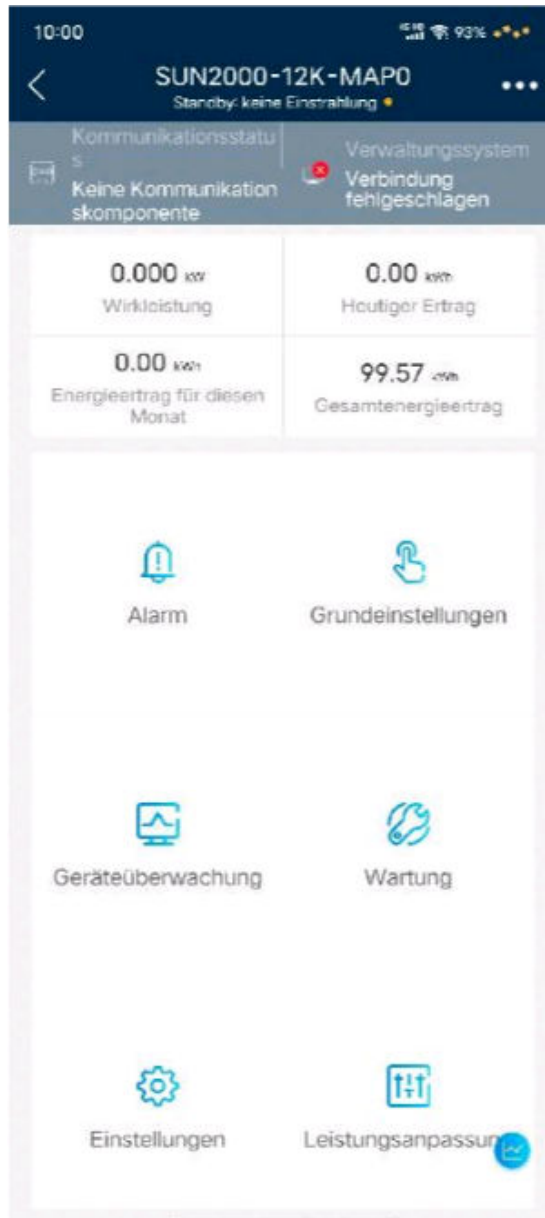 10:00
93%
SUN2000-12K-MAP0
Standby: keine Einstrahlung
Kommunikationsstatu
s
Keine Kommunikation
skomponente
Verwaltungssystem
Verbindung
fehlgeschlagen
0.000 kW
Wirkleistung
0.00 kWh
Heutiger Ertrag
0.00 kWh
Energieertrag für diesen
Monat
99.57 kWh
Gesamtenergieertrag
Alarm
Grundeinstellungen
Geräteüberwachung
Wartung
Einstellungen
Leistungsanpassun